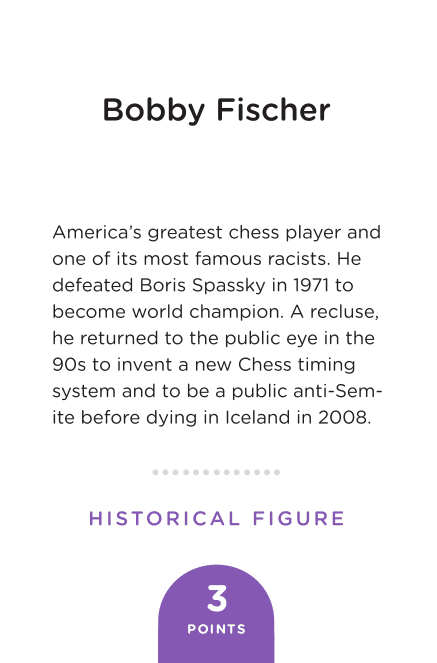 Bobby Fischer
America’s greatest chess player and
one of its most famous racists. He
defeated Boris Spassky in 1971 to
become world champion. A recluse,
he returned to the public eye in the
90s to invent a new Chess timing
system and to be a public anti-Sem-
ite before dying in Iceland in 2008.
HISTORICAL FIGURE
3
POINTS